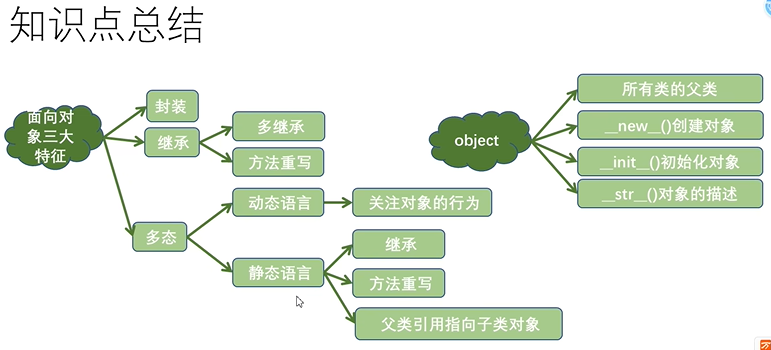 知识点总结
面向对
象三大
特征
封装
继承
多继承
方法重写
多态
动态语言
关注对象的行为
静态语言
继承
方法重写
父类引用指向子类对象
object
所有类的父类
__new__()创建对象
__init__()初始化对象
__str__()对象的描述